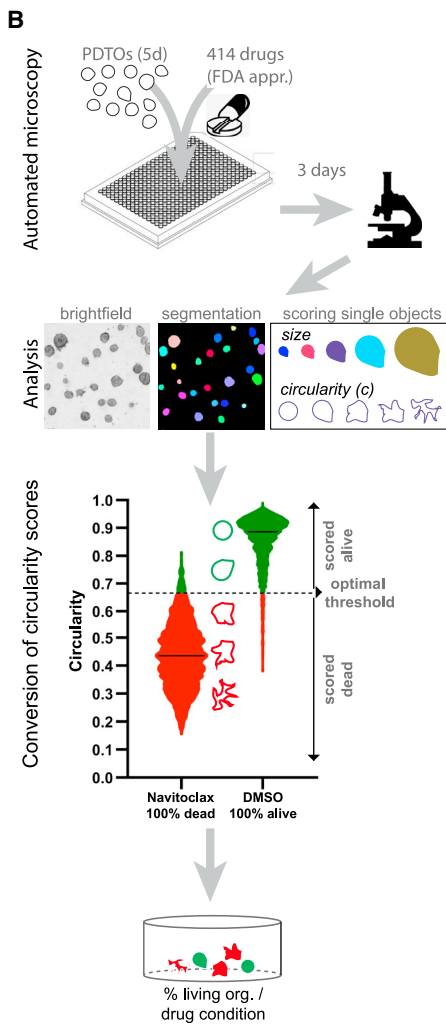 B
Automated microscopy
PDTOs (5d)
414 drugs
(FDA appr.)
3 days
Analysis
brightfield
segmentation
scoring single objects
size
circularity (c)
Conversion of circularity scores
Circularity
1.0
0.9
0.8
0.7
0.6
0.5
0.4
0.3
0.2
0.1
0.0
scored alive
optimal
threshold
scored dead
Navitoclax
100% dead
DMSO
100% alive
% living org. /
drug condition